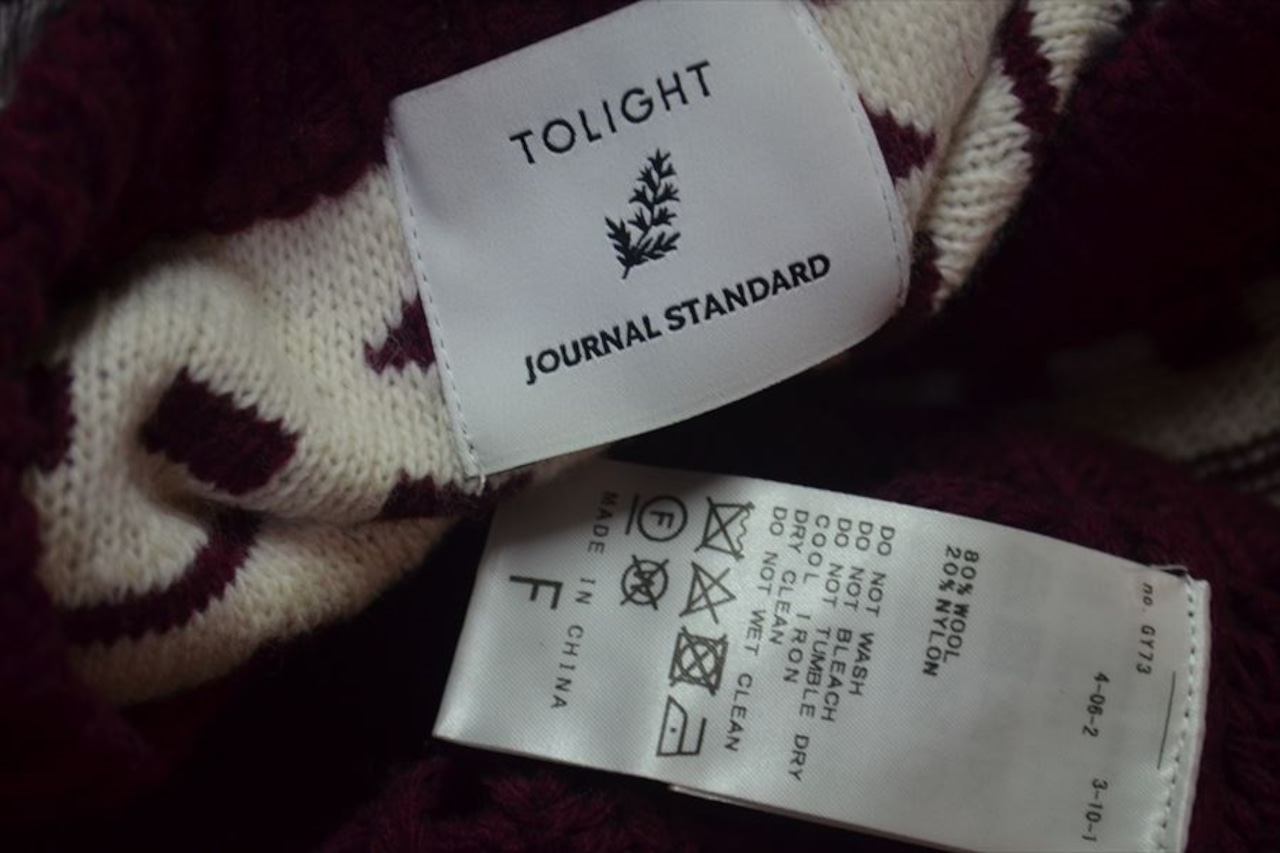 TOLIGHT
JOURNAL STANDARD
no. GY73
4-06-2 3-10-1
80% WOOL
20% NYLON
DO NOT WASH
DO NOT BLEACH
DO NOT TUMBLE DRY
COOL IRON
DRY CLEAN
DO NOT WET CLEAN
F
W
MADE IN CHINA
F